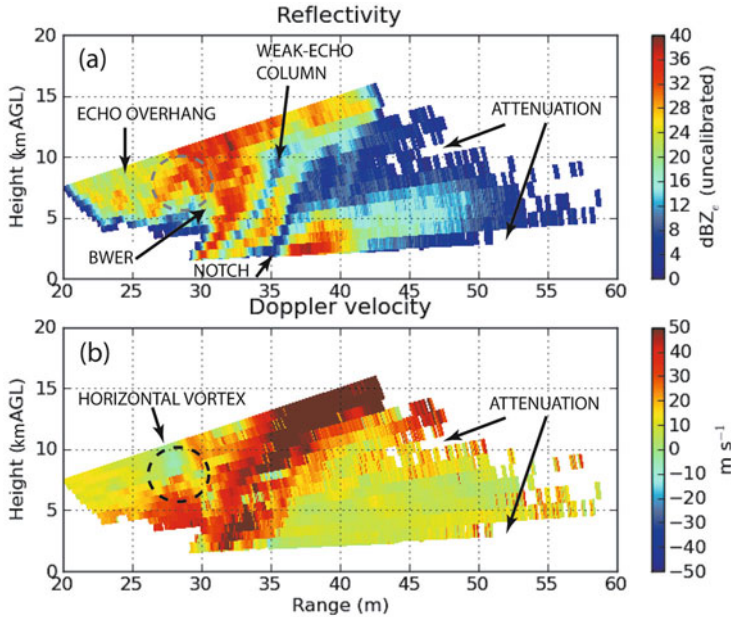 Reflectivity
(a)
WEAK-ECHO
COLUMN
ECHO OVERHANG
ATTENUATION
BWER
NOTCH
Height (kmAGL)
20
15
10
5
0
20 25 30 35 40 45 50 55 60
40
36
32
28
24
20
16
12
8
4
0
dBZe (uncalibrated)
Doppler velocity
(b)
HORIZONTAL VORTEX
ATTENUATION
Height (kmAGL)
20
15
10
5
0
20 25 30 35 40 45 50 55 60
Range (m)
50
40
30
20
10
0
−10
−20
−30
−40
−50
m s⁻¹